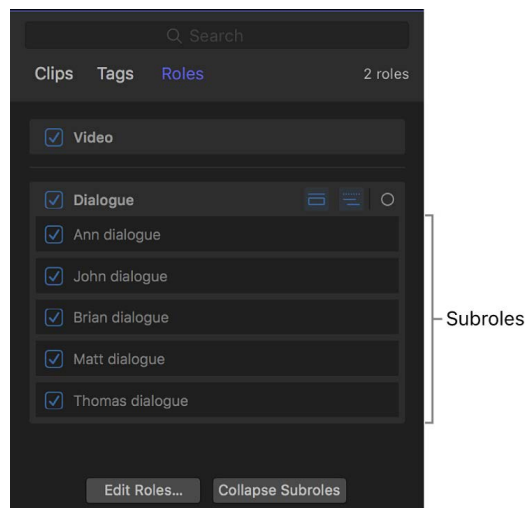 Search
Clips Tags Roles 2 roles
Video
Dialogue
Ann dialogue
John dialogue
Brian dialogue
Subroles
Matt dialogue
Thomas dialogue
Edit Roles... Collapse Subroles